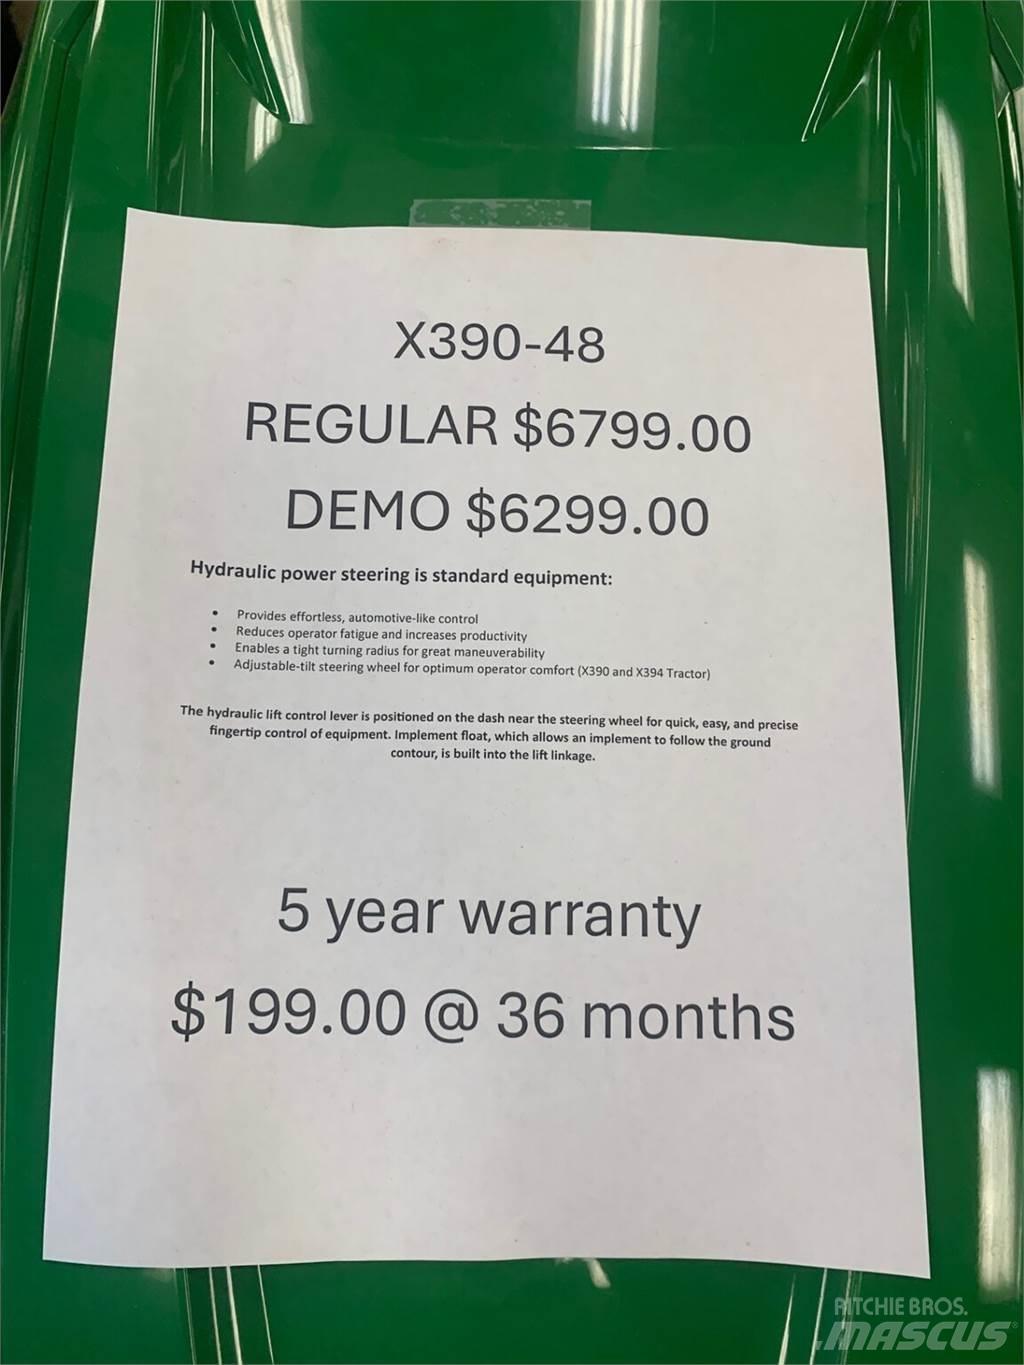 X390-48
REGULAR $6799.00
DEMO $6299.00
Hydraulic power steering is standard equipment:
• Provides effortless, automotive-like control
• Reduces operator fatigue and increases productivity
• Enables a tight turning radius for great maneuverability
• Adjustable-tilt steering wheel for optimum operator comfort (X390 and X394 Tractor)
The hydraulic lift control lever is positioned on the dash near the steering wheel for quick, easy, and precise
fingertip control of equipment. Implement float, which allows an implement to follow the ground
contour, is built into the lift linkage.
5 year warranty
$199.00 @ 36 months
RITCHIE BROS.
MASCUS®